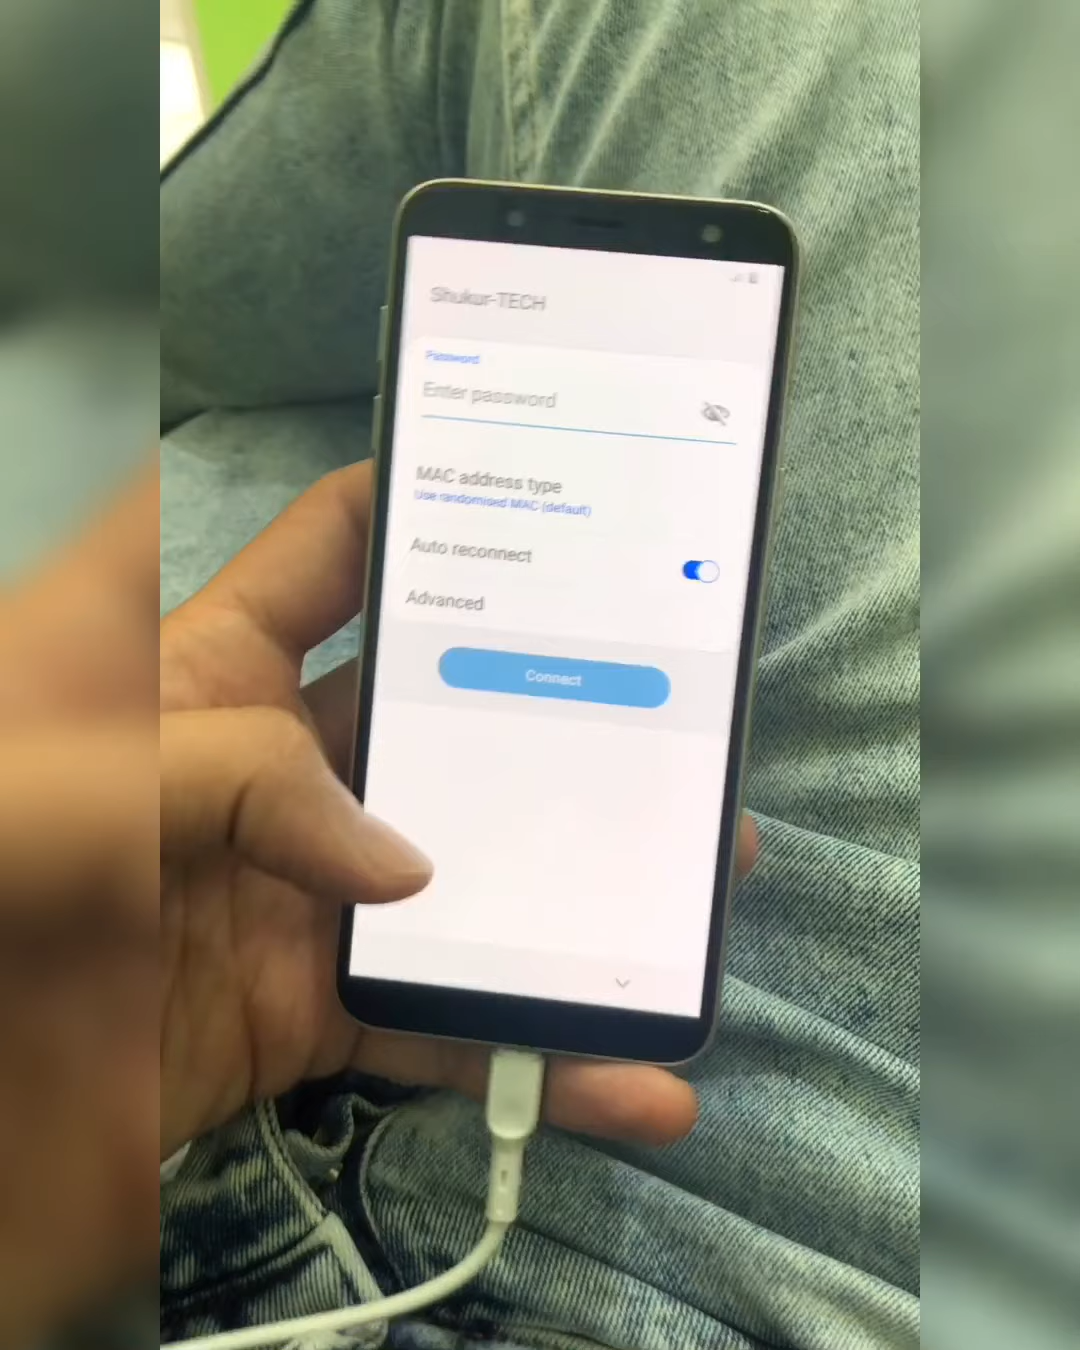 Shukur-TECH
Password
Enter password
MAC address type
Use randomised MAC (default)
Auto reconnect
Advanced
Connect